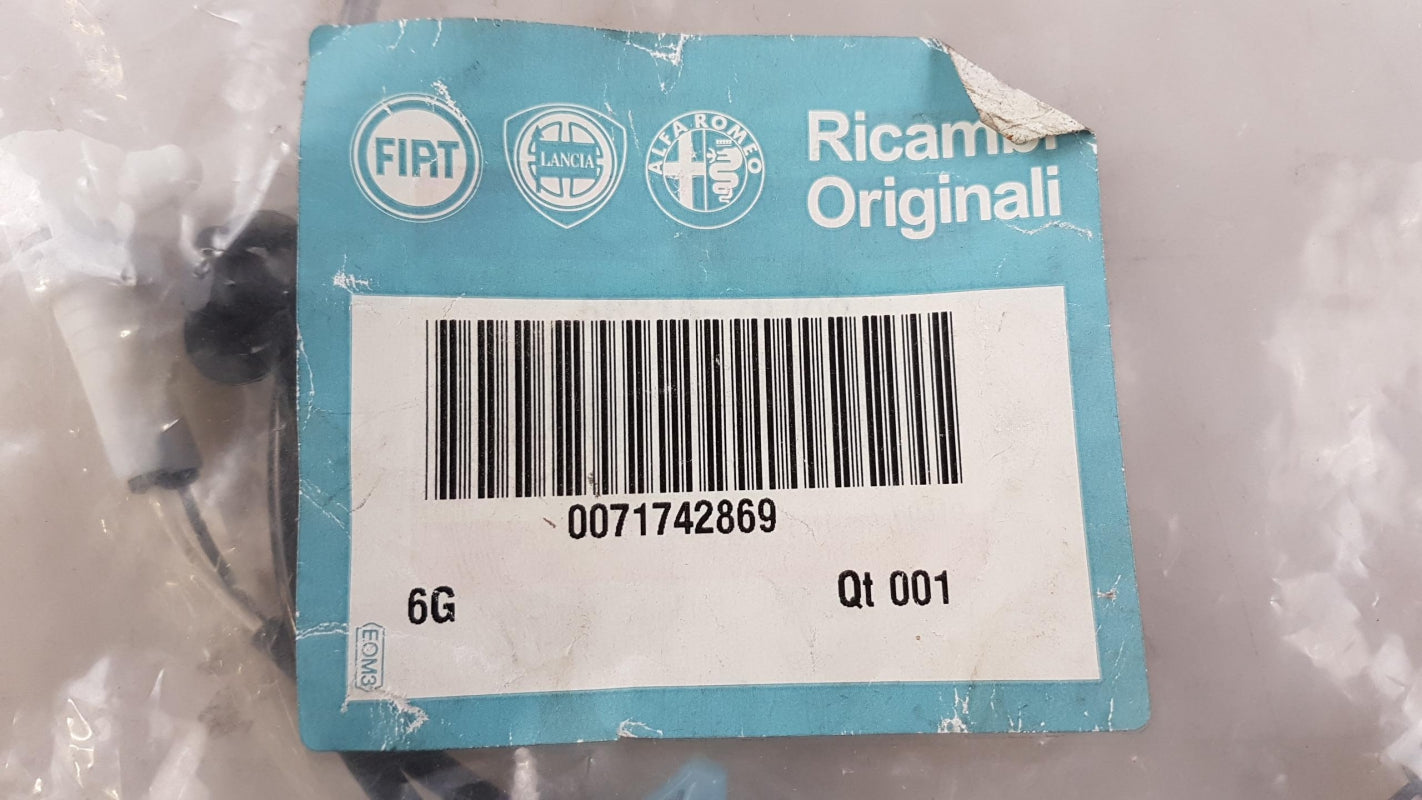 FIAT
LANCIA
ALFA ROMEO
Ricambi
Originali
0071742869
6G
Qt 001
EOM3